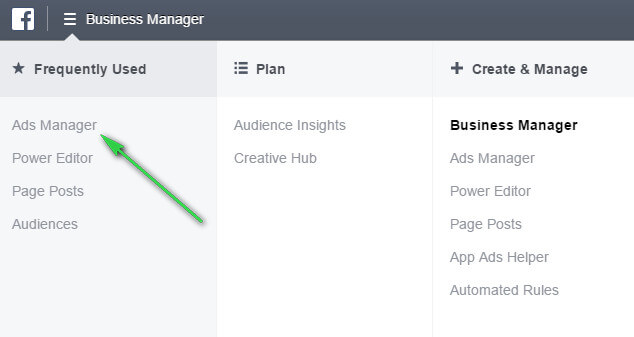 Business Manager
Frequently Used
Ads Manager
Power Editor
Page Posts
Audiences
Plan
Audience Insights
Creative Hub
Create & Manage
Business Manager
Ads Manager
Power Editor
Page Posts
App Ads Helper
Automated Rules